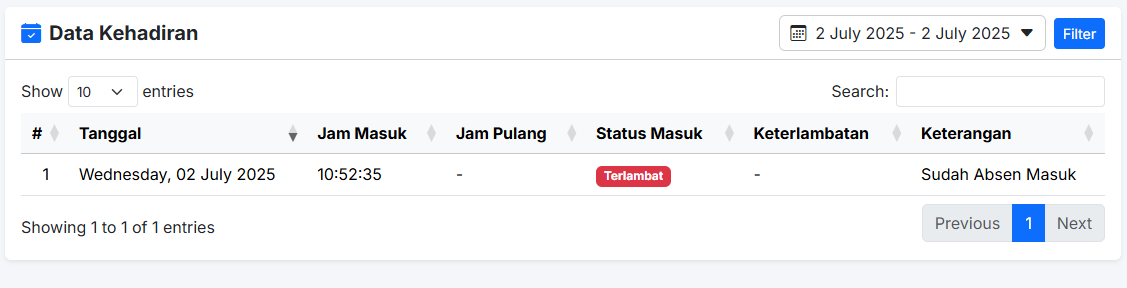 Data Kehadiran 2 July 2025 - 2 July 2025 Filter
Show 10 entries Search:
# Tanggal Jam Masuk Jam Pulang Status Masuk Keterlambatan Keterangan
1 Wednesday, 02 July 2025 10:52:35 - Terlambat - Sudah Absen Masuk
Showing 1 to 1 of 1 entries Previous 1 Next